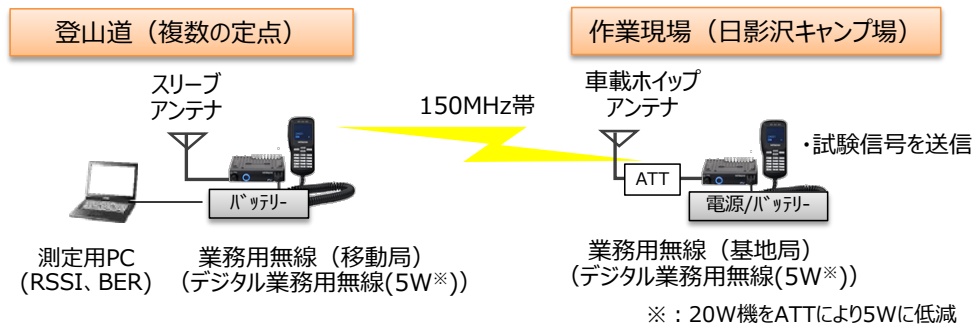 登山道（複数の定点）
作業現場（日影沢キャンプ場）
スリーブ
アンテナ
150MHz帯
車載ホイップ
アンテナ
・試験信号を送信
ATT
ﾊﾞｯﾃﾘｰ
電源/ﾊﾞｯﾃﾘｰ
測定用PC
(RSSI、BER)
業務用無線（移動局）
（デジタル業務用無線(5W※)）
業務用無線（基地局）
（デジタル業務用無線(5W※)）
※：20W機をATTにより5Wに低減